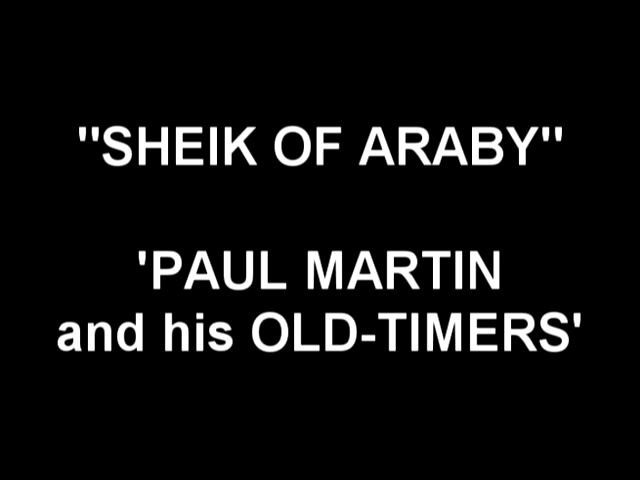 "SHEIK OF ARABY"
'PAUL MARTIN
and his OLD-TIMERS'